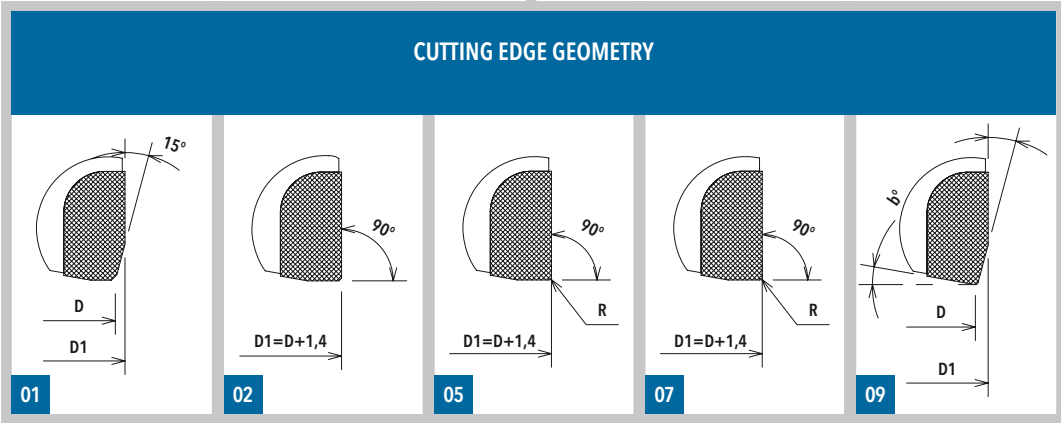 CUTTING EDGE GEOMETRY
15°
D
D1
01
90°
D1=D+1,4
02
90°
R
D1=D+1,4
05
90°
R
D1=D+1,4
07
b°
D
D1
09